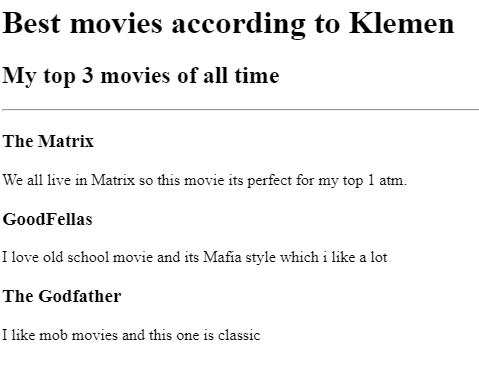 Best movies according to Klemen
My top 3 movies of all time
The Matrix
We all live in Matrix so this movie its perfect for my top 1 atm.
GoodFellas
I love old school movie and its Mafia style which i like a lot
The Godfather
I like mob movies and this one is classic